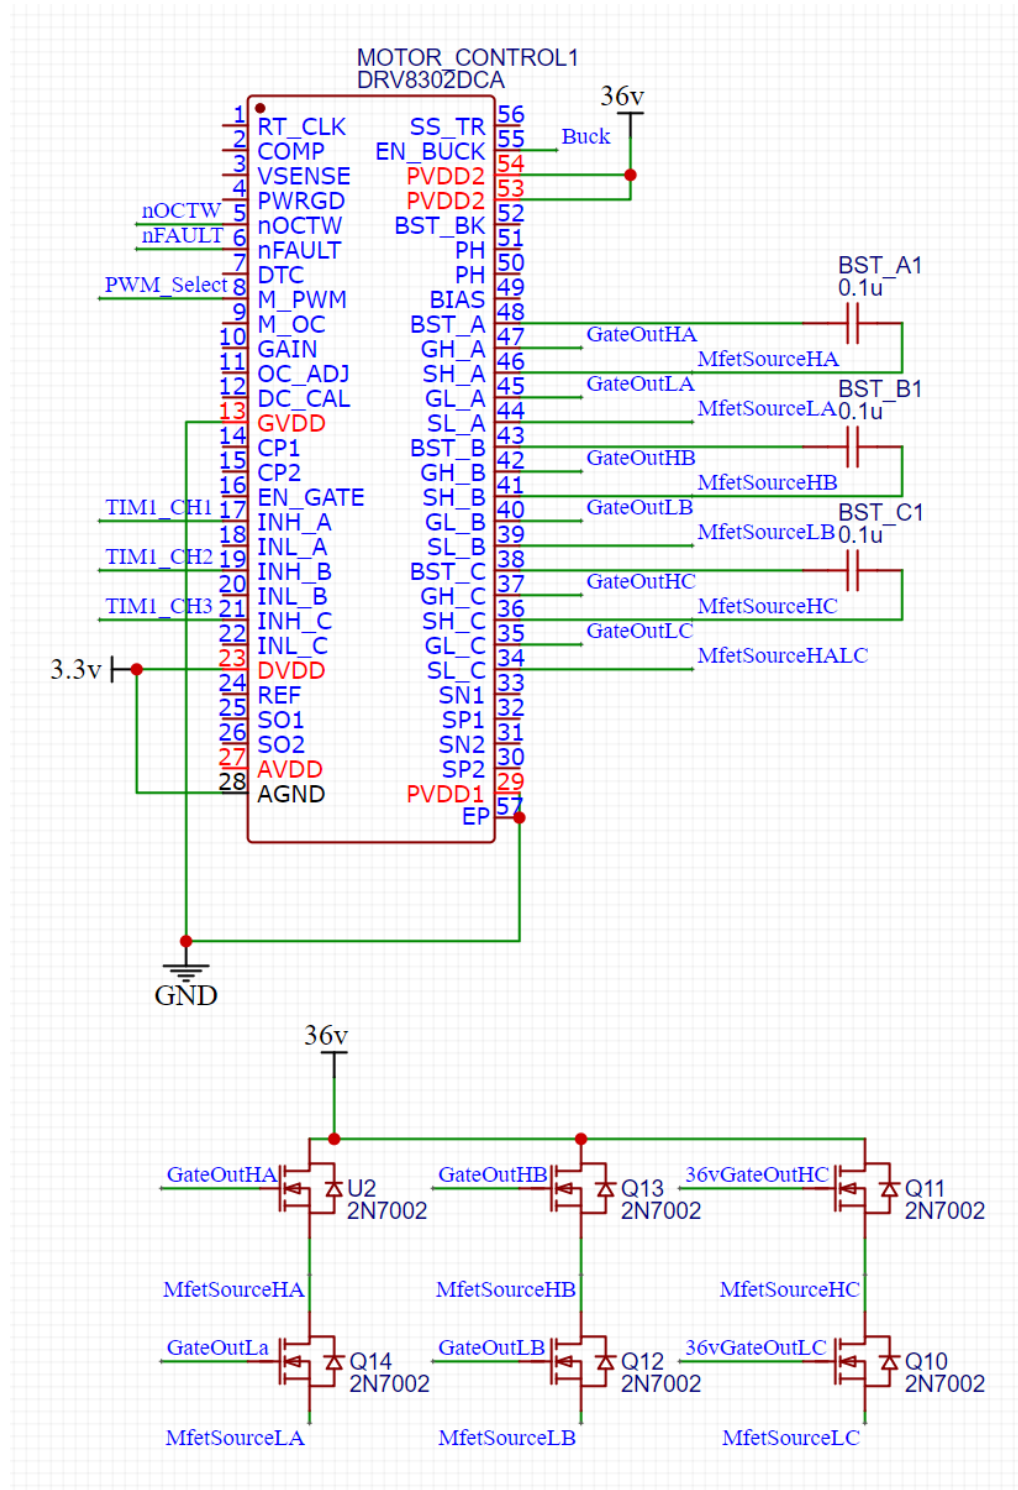 MOTOR_CONTROL1
DRV8302DCA
36v
1 RT_CLK SS_TR 56
2 COMP EN_BUCK 55 Buck
3 VSENSE PVDD2 54
4 PWRGD PVDD2 53
nOCTW 5 nOCTW BST_BK 52
nFAULT 6 nFAULT PH 51
7 DTC PH 50
PWM_Select 8 M_PWM BIAS 49
BST_A1
0.1u
9 M_OC BST_A 48
10 GAIN GH_A 47 GateOutHA
11 OC_ADJ SH_A 46 MfetSourceHA
12 DC_CAL GL_A 45 GateOutLA
13 GVDD SL_A 44 MfetSourceLA
BST_B1
0.1u
14 CP1 BST_B 43
15 CP2 GH_B 42 GateOutHB
16 EN_GATE SH_B 41 MfetSourceHB
TIM1_CH1 17 INH_A GL_B 40 GateOutLB
18 INL_A SL_B 39 MfetSourceLB
BST_C1
0.1u
TIM1_CH2 19 INH_B BST_C 38
20 INL_B GH_C 37 GateOutHC
TIM1_CH3 21 INH_C SH_C 36 MfetSourceHC
22 INL_C GL_C 35 GateOutLC
3.3v 23 DVDD SL_C 34 MfetSourceHALC
24 REF SN1 33
25 SO1 SP1 32
26 SO2 SN2 31
27 AVDD SP2 30
28 AGND PVDD1 29
EP 57
GND
36v
GateOutHA U2 2N7002
GateOutHB Q13 2N7002
36vGateOutHC Q11 2N7002
MfetSourceHA MfetSourceHB MfetSourceHC
GateOutLa Q14 2N7002
GateOutLB Q12 2N7002
36vGateOutLC Q10 2N7002
MfetSourceLA MfetSourceLB MfetSourceLC